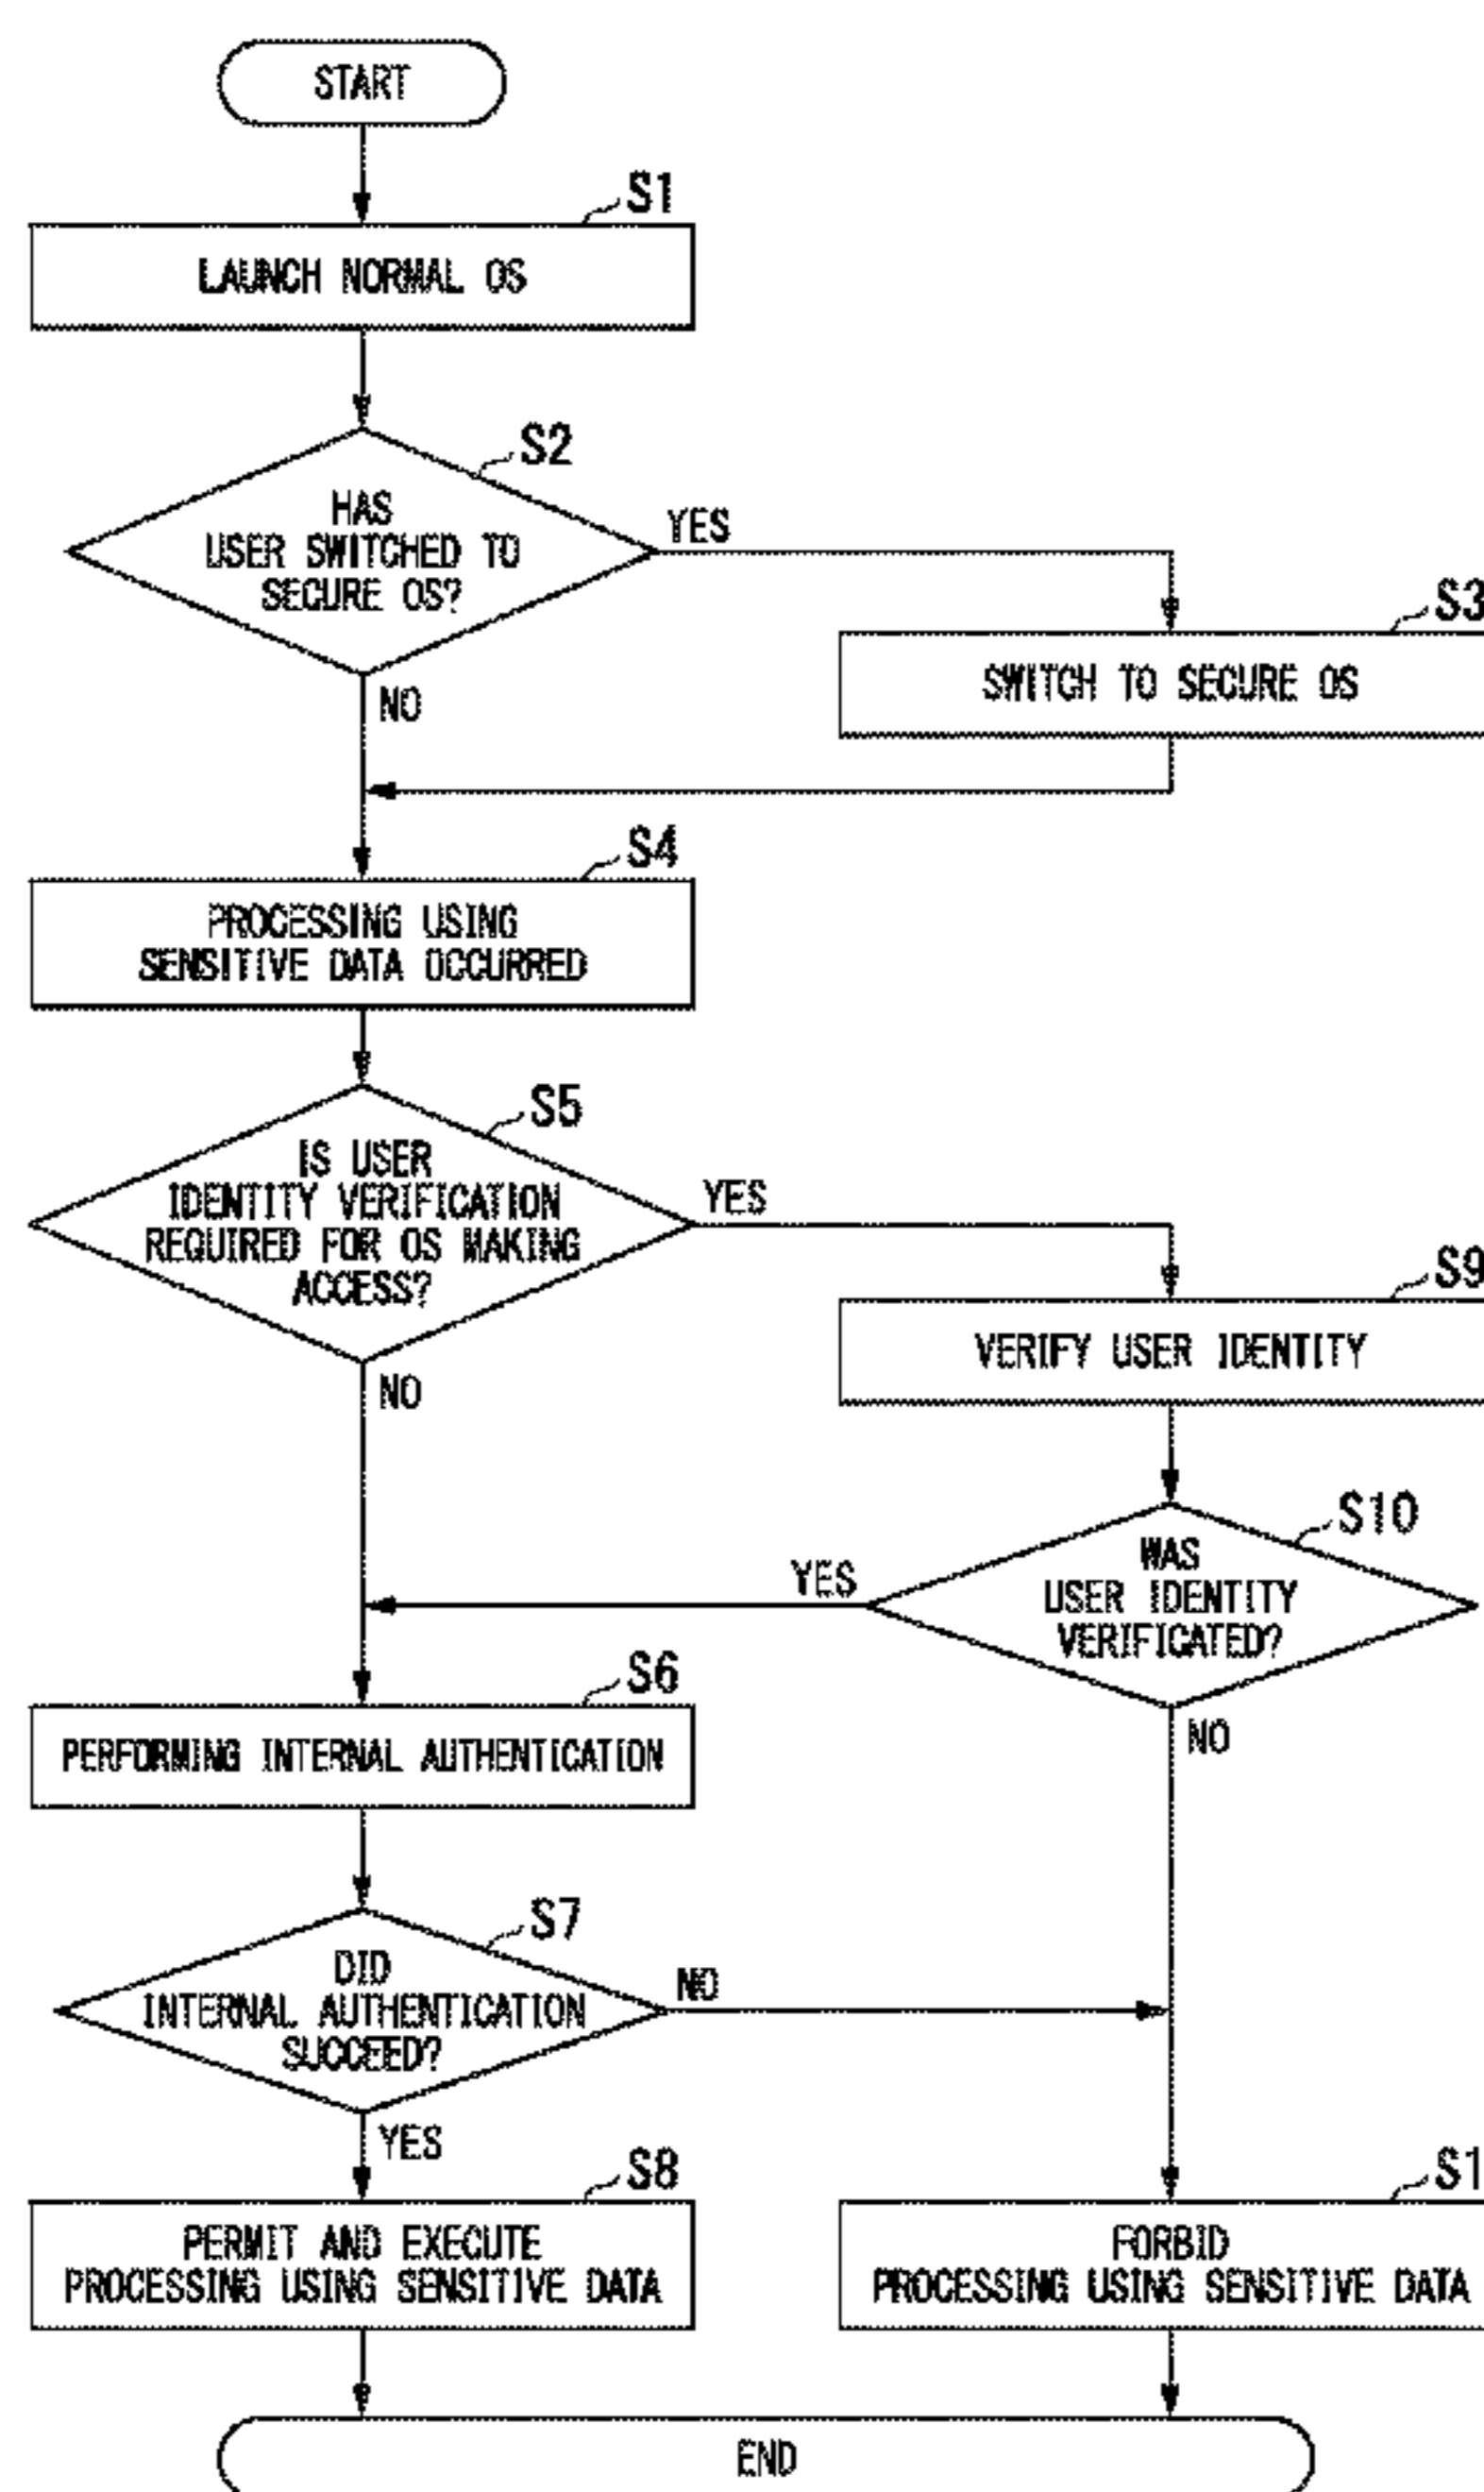 START
S1
LAUNCH NORMAL OS
S2
HAS
USER SWITCHED TO
SECURE OS?
YES
NO
S3
SWITCH TO SECURE OS
S4
PROCESSING USING
SENSITIVE DATA OCCURRED
S5
IS USER
IDENTITY VERIFICATION
REQUIRED FOR OS MAKING
ACCESS?
YES
NO
S9
VERIFY USER IDENTITY
S10
WAS
USER IDENTITY
VERIFICATED?
YES
NO
S6
PERFORMING INTERNAL AUTHENTICATION
S7
DID
INTERNAL AUTHENTICATION
SUCCEED?
NO
YES
S8
PERMIT AND EXECUTE
PROCESSING USING SENSITIVE DATA
S1
FORBID
PROCESSING USING SENSITIVE DATA
END